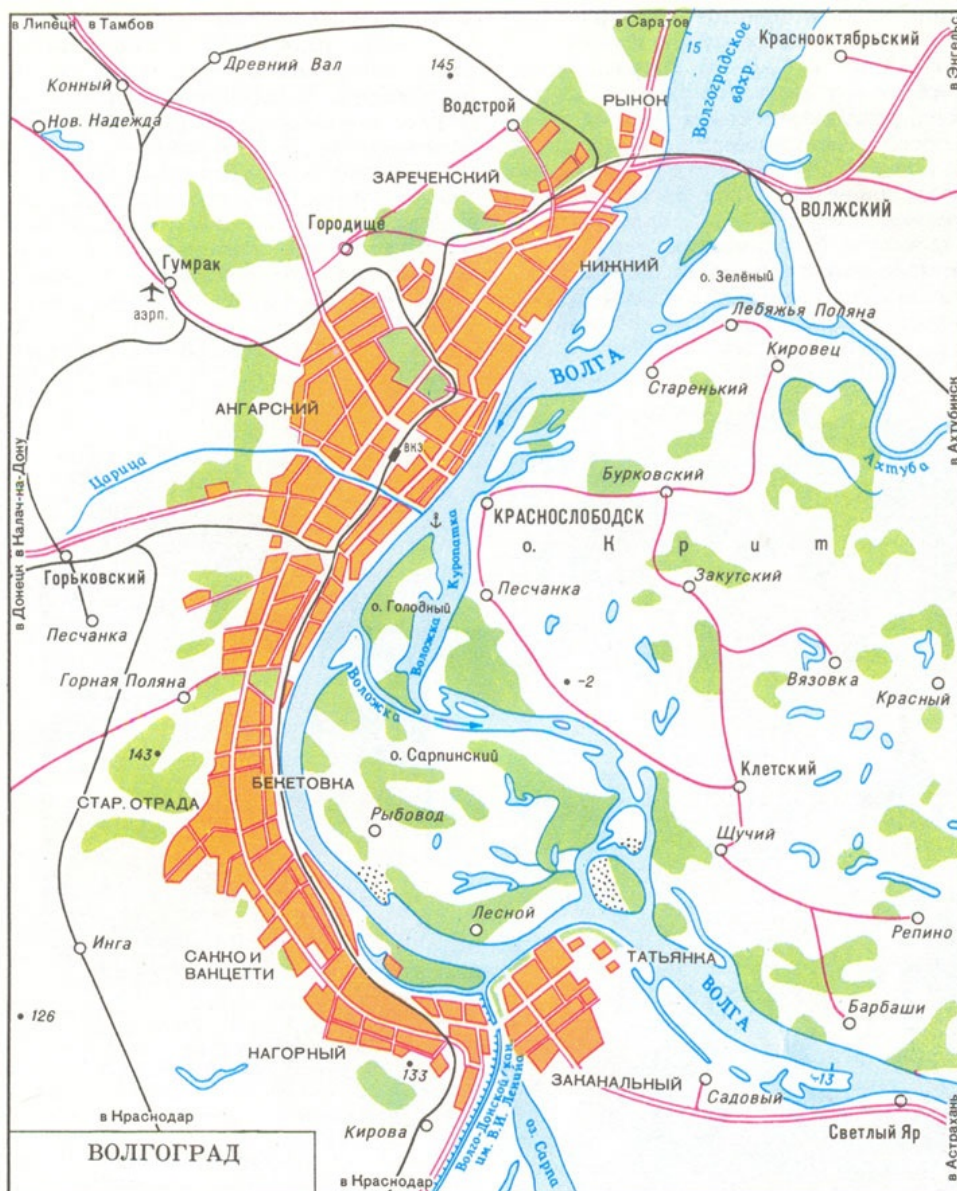 в Липецк
в Тамбов
в Саратов
в Энгельс
15
Волгоградское
вдхр.
Краснооктябрьский
Древний Вал
145
Конный
Водстрой
РЫНОК
Нов. Надежда
ЗАРЕЧЕНСКИЙ
ВОЛЖСКИЙ
Городище
Гумрак
аэрп.
НИЖНИЙ
о. Зелёный
Лебяжья Поляна
Кировец
ВОЛГА
Старенький
АНГАРСКИЙ
вкз.
Царица
в Ахтубинск
Ахтуба
Бурковский
КРАСНОСЛОБОДСК
о. Крит
в Донецк
в Калач-на-Дону
Горьковский
Воложка Куропатка
Песчанка
Закутский
о. Голодный
Песчанка
Воложка
Вязовка
-2
Красный
Горная Поляна
143
о. Сарпинский
Клетский
СТАР. ОТРАДА
БЕКЕТОВКА
Рыбовод
Щучий
Лесной
Репино
Инга
САККО И
ВАНЦЕТТИ
ТАТЬЯНКА
ВОЛГА
Барбаши
126
НАГОРНЫЙ
133
ЗАКАНАЛЬНЫЙ
Садовый
-13
Светлый Яр
в Краснодар
Кирова
Волго-Донской кан.
им. В.И. Ленина
оз. Сарпа
в Астрахань
в Краснодар
ВОЛГОГРАД